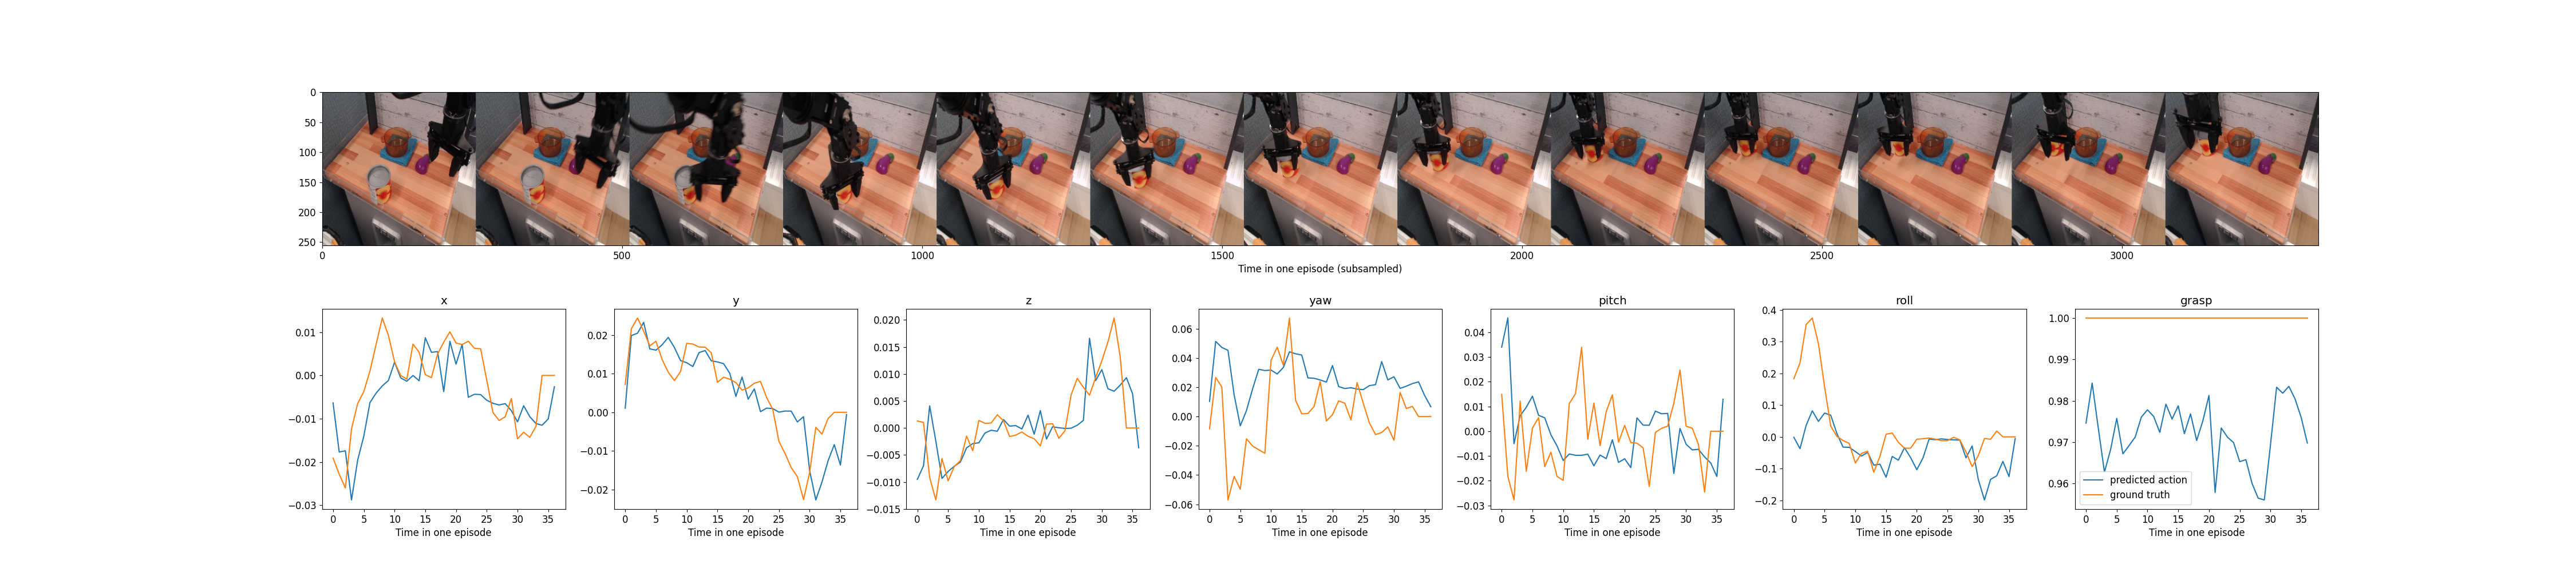 0
50
100
150
200
250
0 500 1000 1500 2000 2500 3000
Time in one episode (subsampled)
x
0.01
0.00
−0.01
−0.02
−0.03
0 5 10 15 20 25 30 35
Time in one episode
y
0.02
0.01
0.00
−0.01
−0.02
0 5 10 15 20 25 30 35
Time in one episode
z
0.020
0.015
0.010
0.005
0.000
−0.005
−0.010
−0.015
0 5 10 15 20 25 30 35
Time in one episode
yaw
0.06
0.04
0.02
0.00
−0.02
−0.04
−0.06
0 5 10 15 20 25 30 35
Time in one episode
pitch
0.04
0.03
0.02
0.01
0.00
−0.01
−0.02
−0.03
0 5 10 15 20 25 30 35
Time in one episode
roll
0.4
0.3
0.2
0.1
0.0
−0.1
−0.2
0 5 10 15 20 25 30 35
Time in one episode
grasp
1.00
0.99
0.98
0.97
0.96
predicted action
ground truth
0 5 10 15 20 25 30 35
Time in one episode